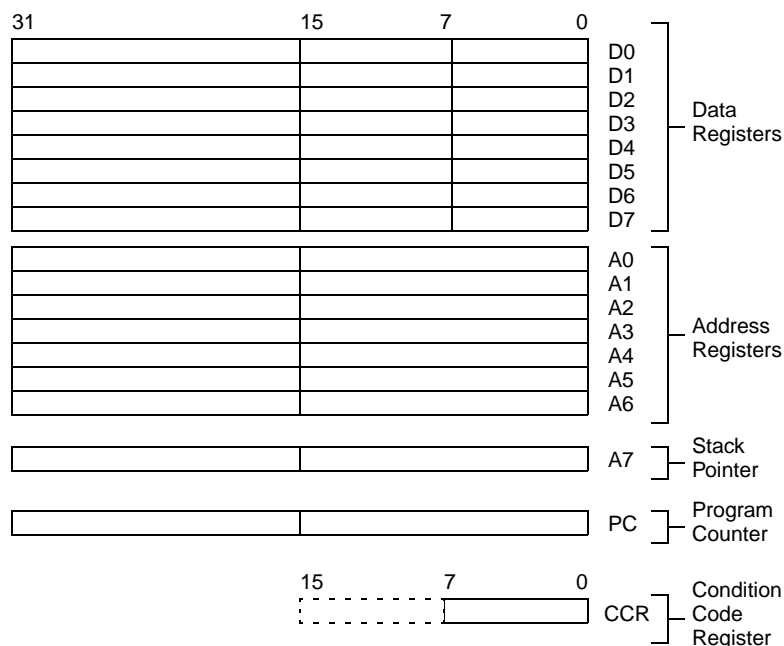 31 15 7 0
D0
D1
D2
D3
D4
D5
D6
D7
Data
Registers
A0
A1
A2
A3
A4
A5
A6
Address
Registers
A7
Stack
Pointer
PC
Program
Counter
15 7 0
CCR
Condition
Code
Register